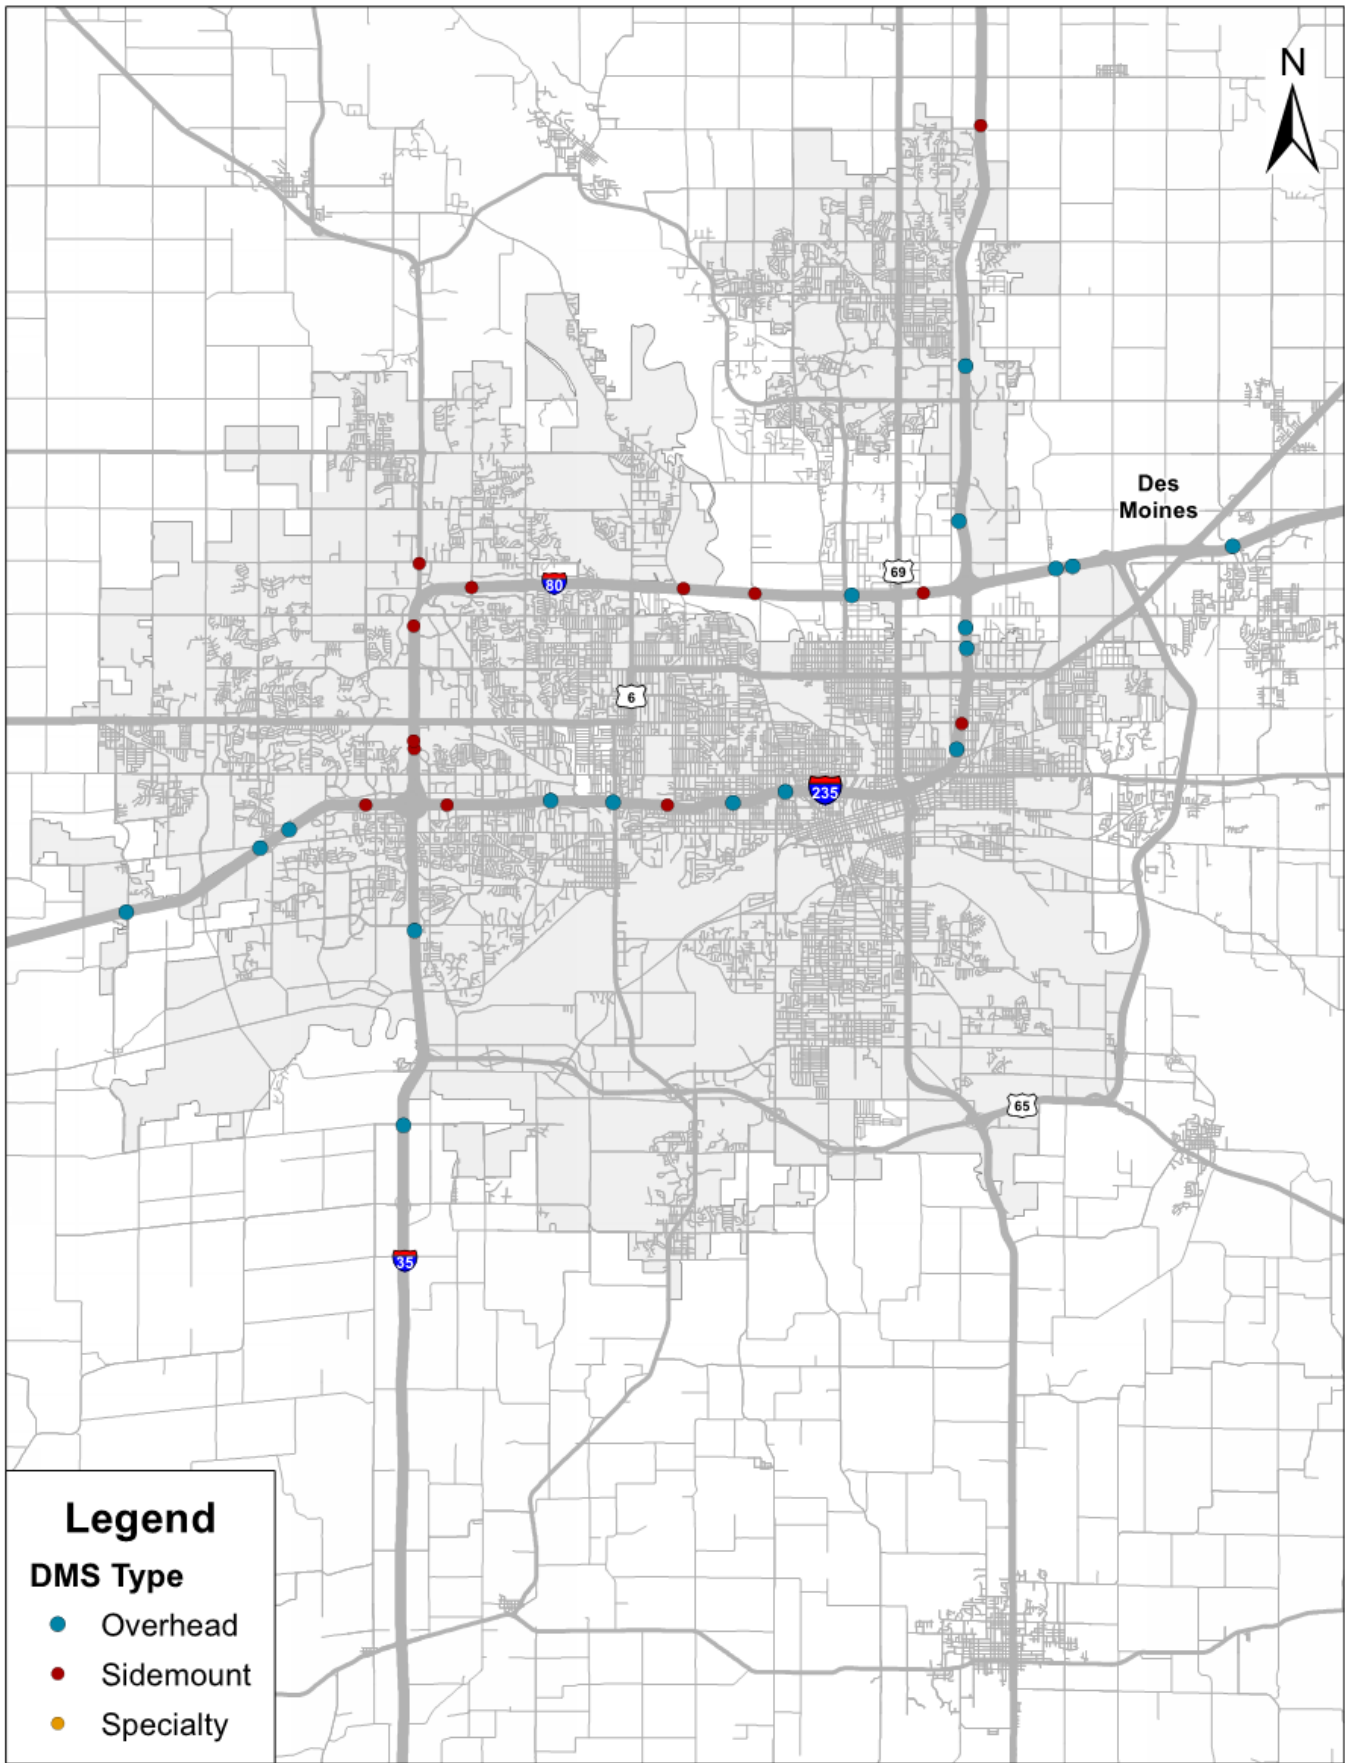 N
Des
Moines
69
80
6
235
65
35
Legend
DMS Type
Overhead
Sidemount
Specialty